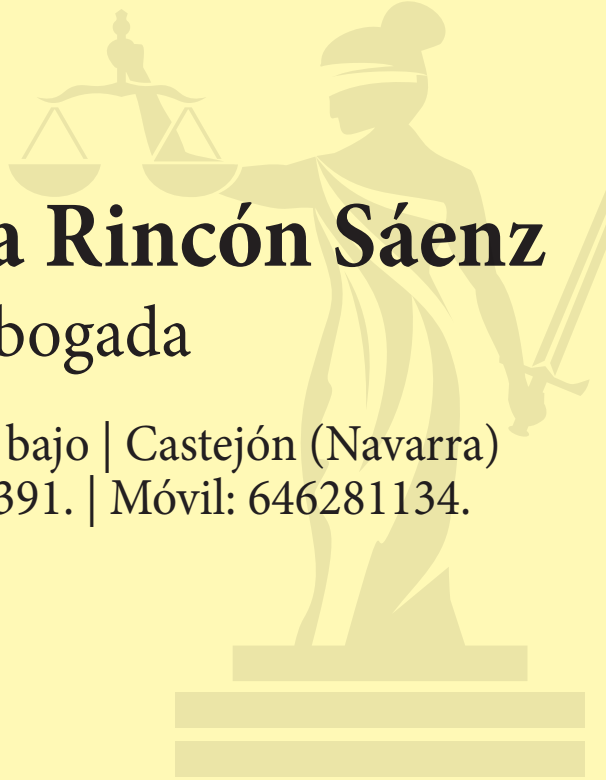 a Rincón Sáenz
bogada
bajo | Castejón (Navarra)
391. | Móvil: 646281134.